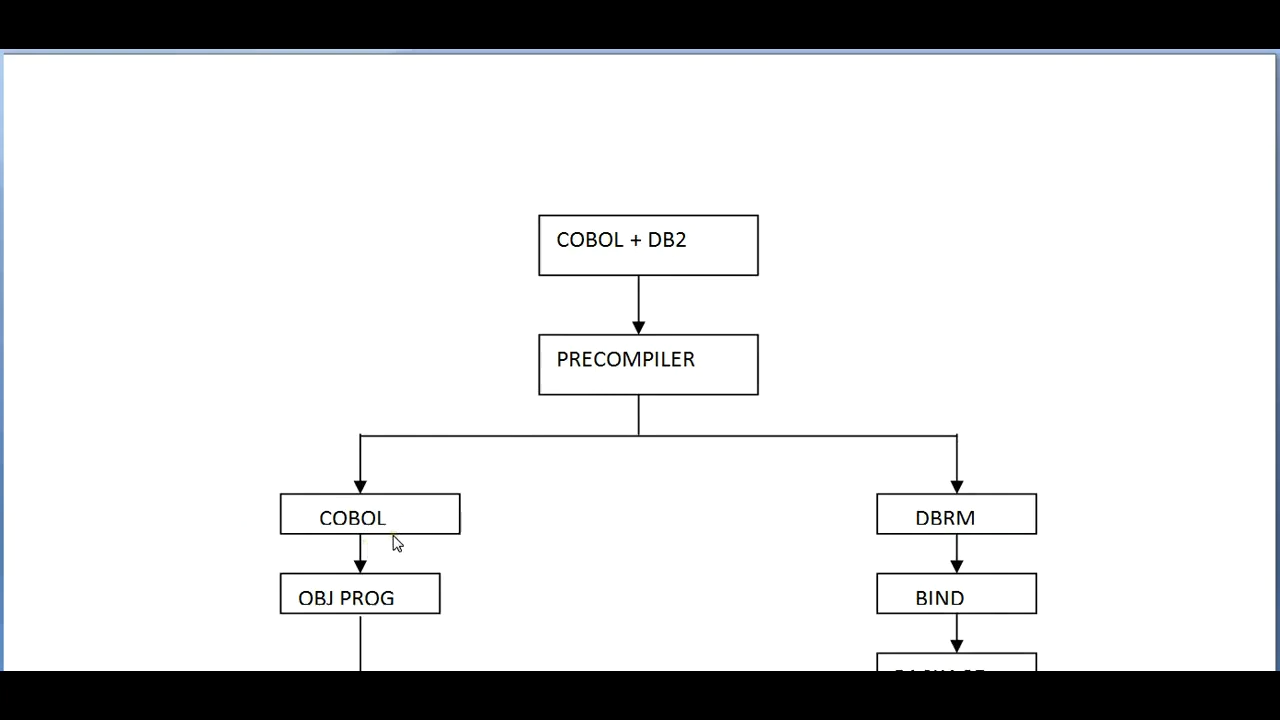 COBOL + DB2
PRECOMPILER
COBOL
DBRM
OBJ PROG
BIND